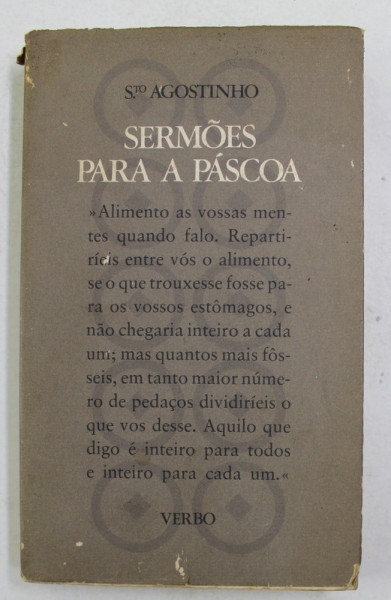 S.TO AGOSTINHO
SERMÕES
PARA A PÁSCOA
»Alimento as vossas men-
tes quando falo. Reparti-
ríeis entre vós o alimento,
se o que trouxesse fosse pa-
ra os vossos estômagos, e
não chegaria inteiro a cada
um; mas quantos mais fôs-
seis, em tanto maior núme-
ro de pedaços dividiríeis o
que vos desse. Aquilo que
digo é inteiro para todos
e inteiro para cada um.«
VERBO